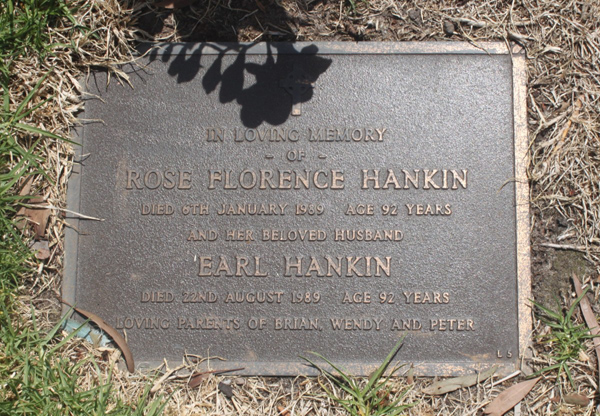 IN LOVING MEMORY
- OF -
ROSE FLORENCE HANKIN
DIED 6TH JANUARY 1989 AGE 92 YEARS
AND HER BELOVED HUSBAND
'EARL' HANKIN
DIED 22ND AUGUST 1989 AGE 92 YEARS
LOVING PARENTS OF BRIAN, WENDY AND PETER
L 5